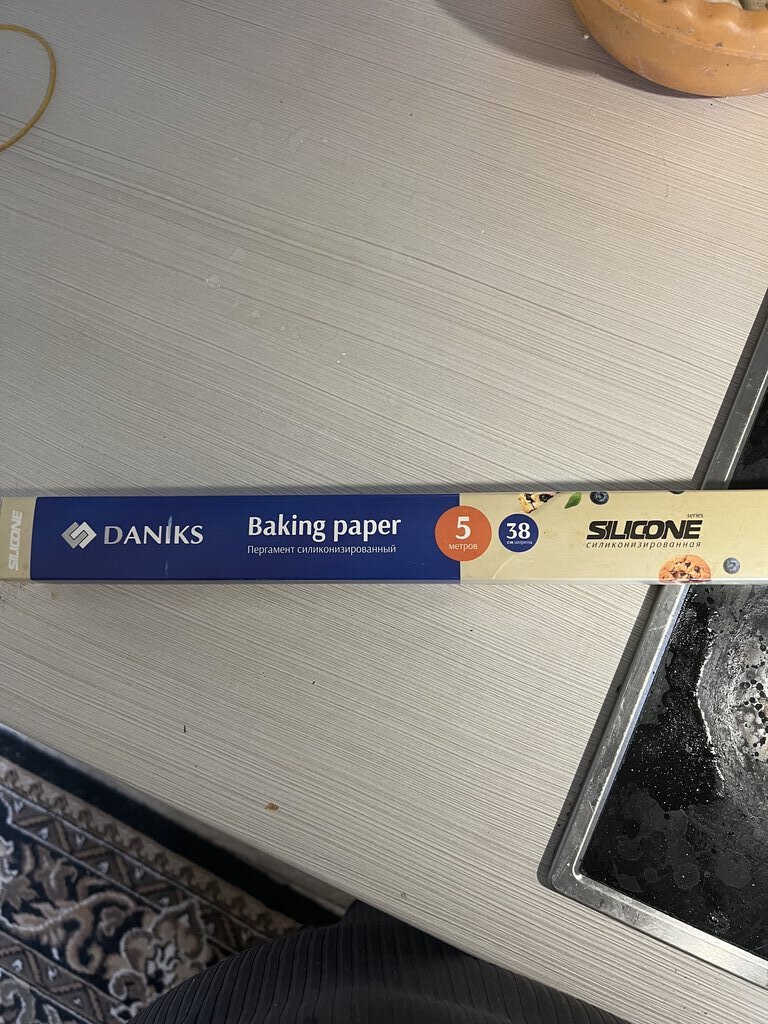 SILICONE
DANIKS
Baking paper
Пергамент силиконизированный
5
метров
38
см ширина
series
SILICONE
силиконизированная